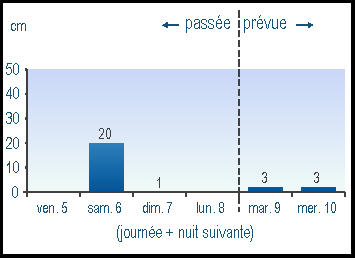 ← passée prévue →
cm
50
40
30
20
10
0
20
1
3
3
ven. 5 sam. 6 dim. 7 lun. 8 mar. 9 mer. 10
(journée + nuit suivante)